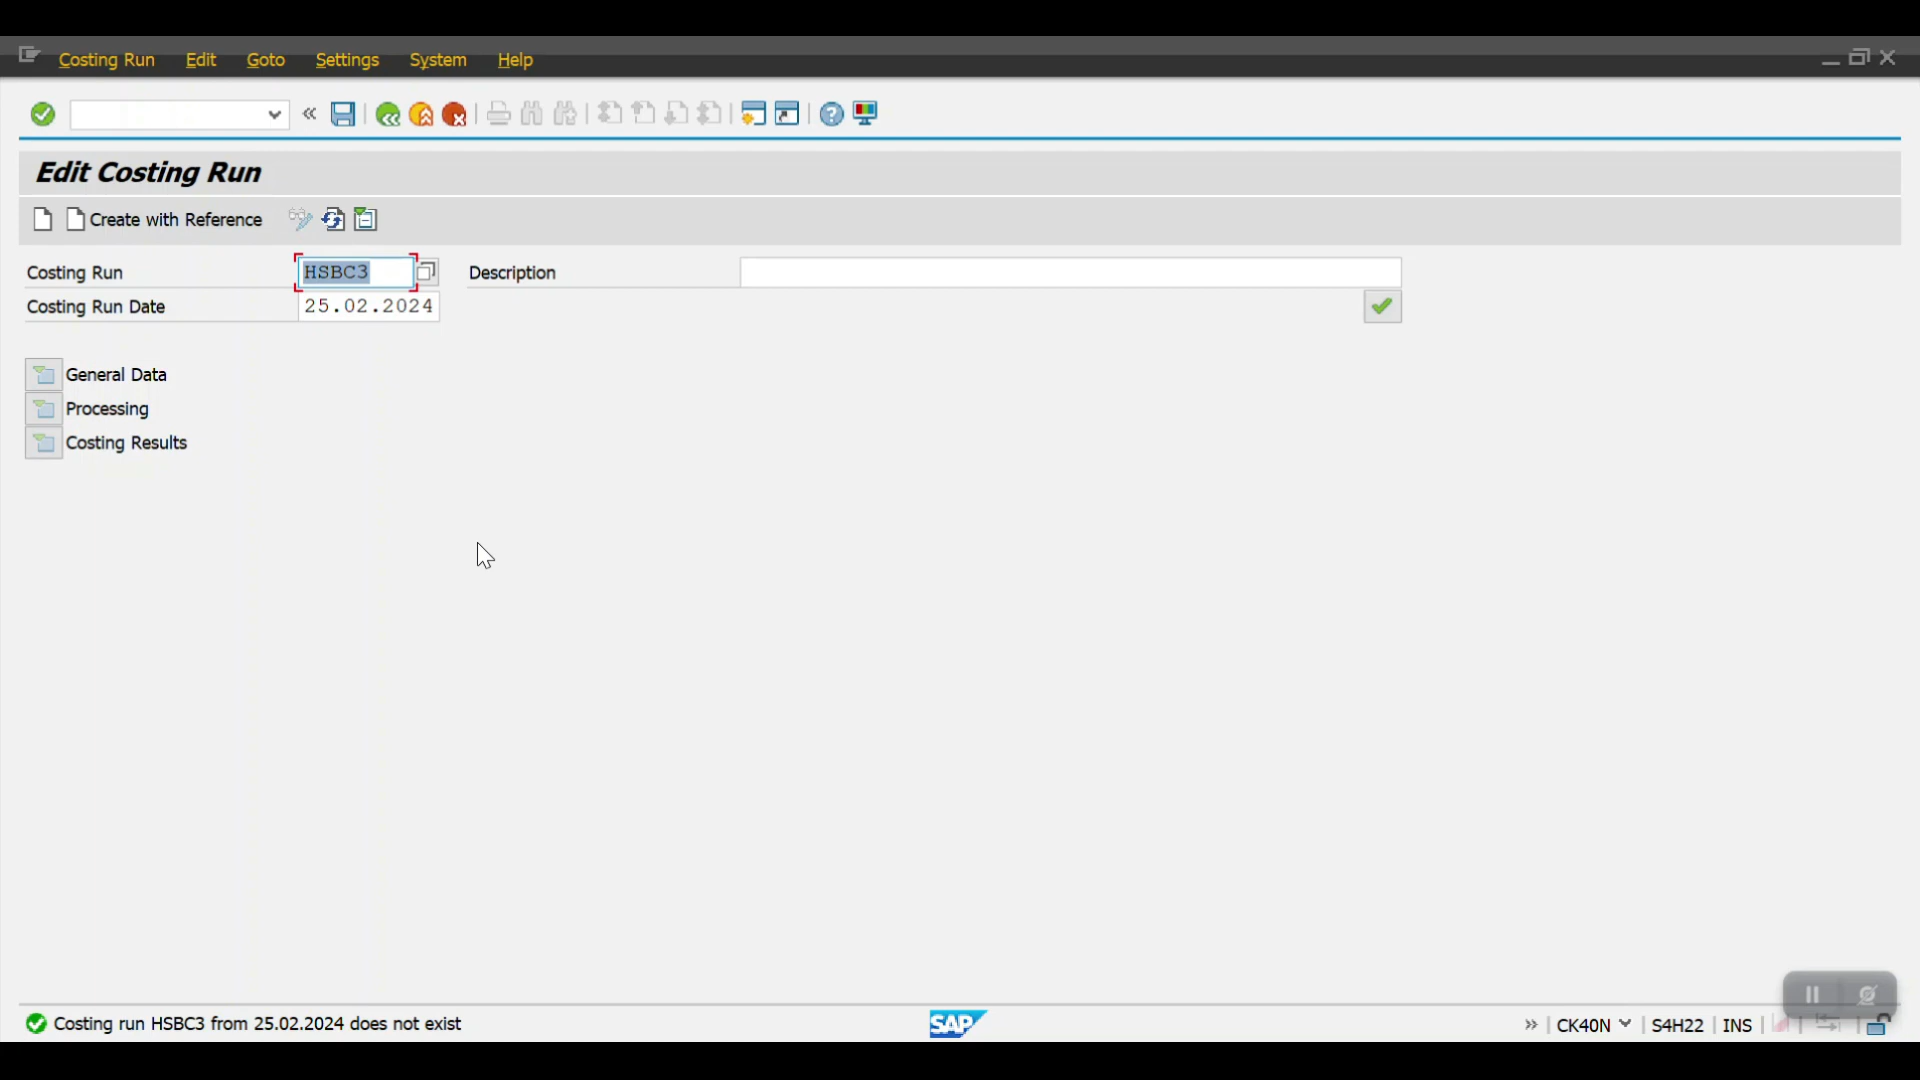 Costing Run Edit Goto Settings System Help
Edit Costing Run
Create with Reference
Costing Run HSBC3 Description
Costing Run Date 25.02.2024
General Data
Processing
Costing Results
Costing run HSBC3 from 25.02.2024 does not exist SAP CK40N S4H22 INS